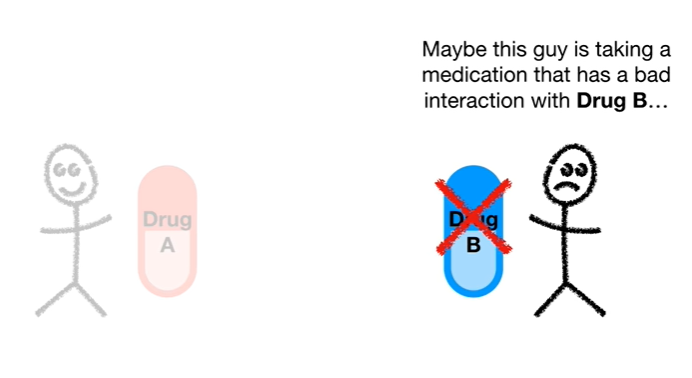 Maybe this guy is taking a
medication that has a bad
interaction with Drug B...
Drug
A
Drug
B